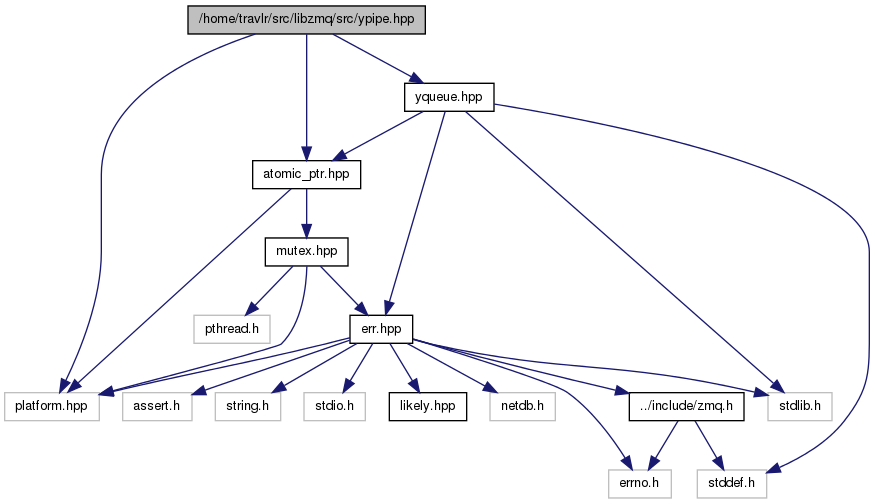 /home/travlr/src/libzmq/src/ypipe.hpp
yqueue.hpp
atomic_ptr.hpp
mutex.hpp
pthread.h
err.hpp
platform.hpp
assert.h
string.h
stdio.h
likely.hpp
netdb.h
../include/zmq.h
stdlib.h
errno.h
stddef.h